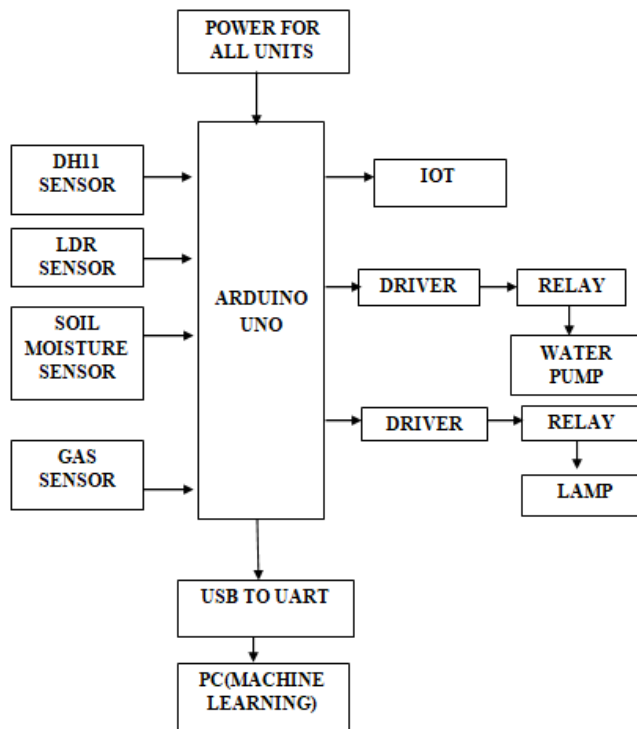 POWER FOR
ALL UNITS
DH11
SENSOR
LDR
SENSOR
SOIL
MOISTURE
SENSOR
GAS
SENSOR
ARDUINO
UNO
IOT
DRIVER
RELAY
WATER
PUMP
DRIVER
RELAY
LAMP
USB TO UART
PC(MACHINE
LEARNING)